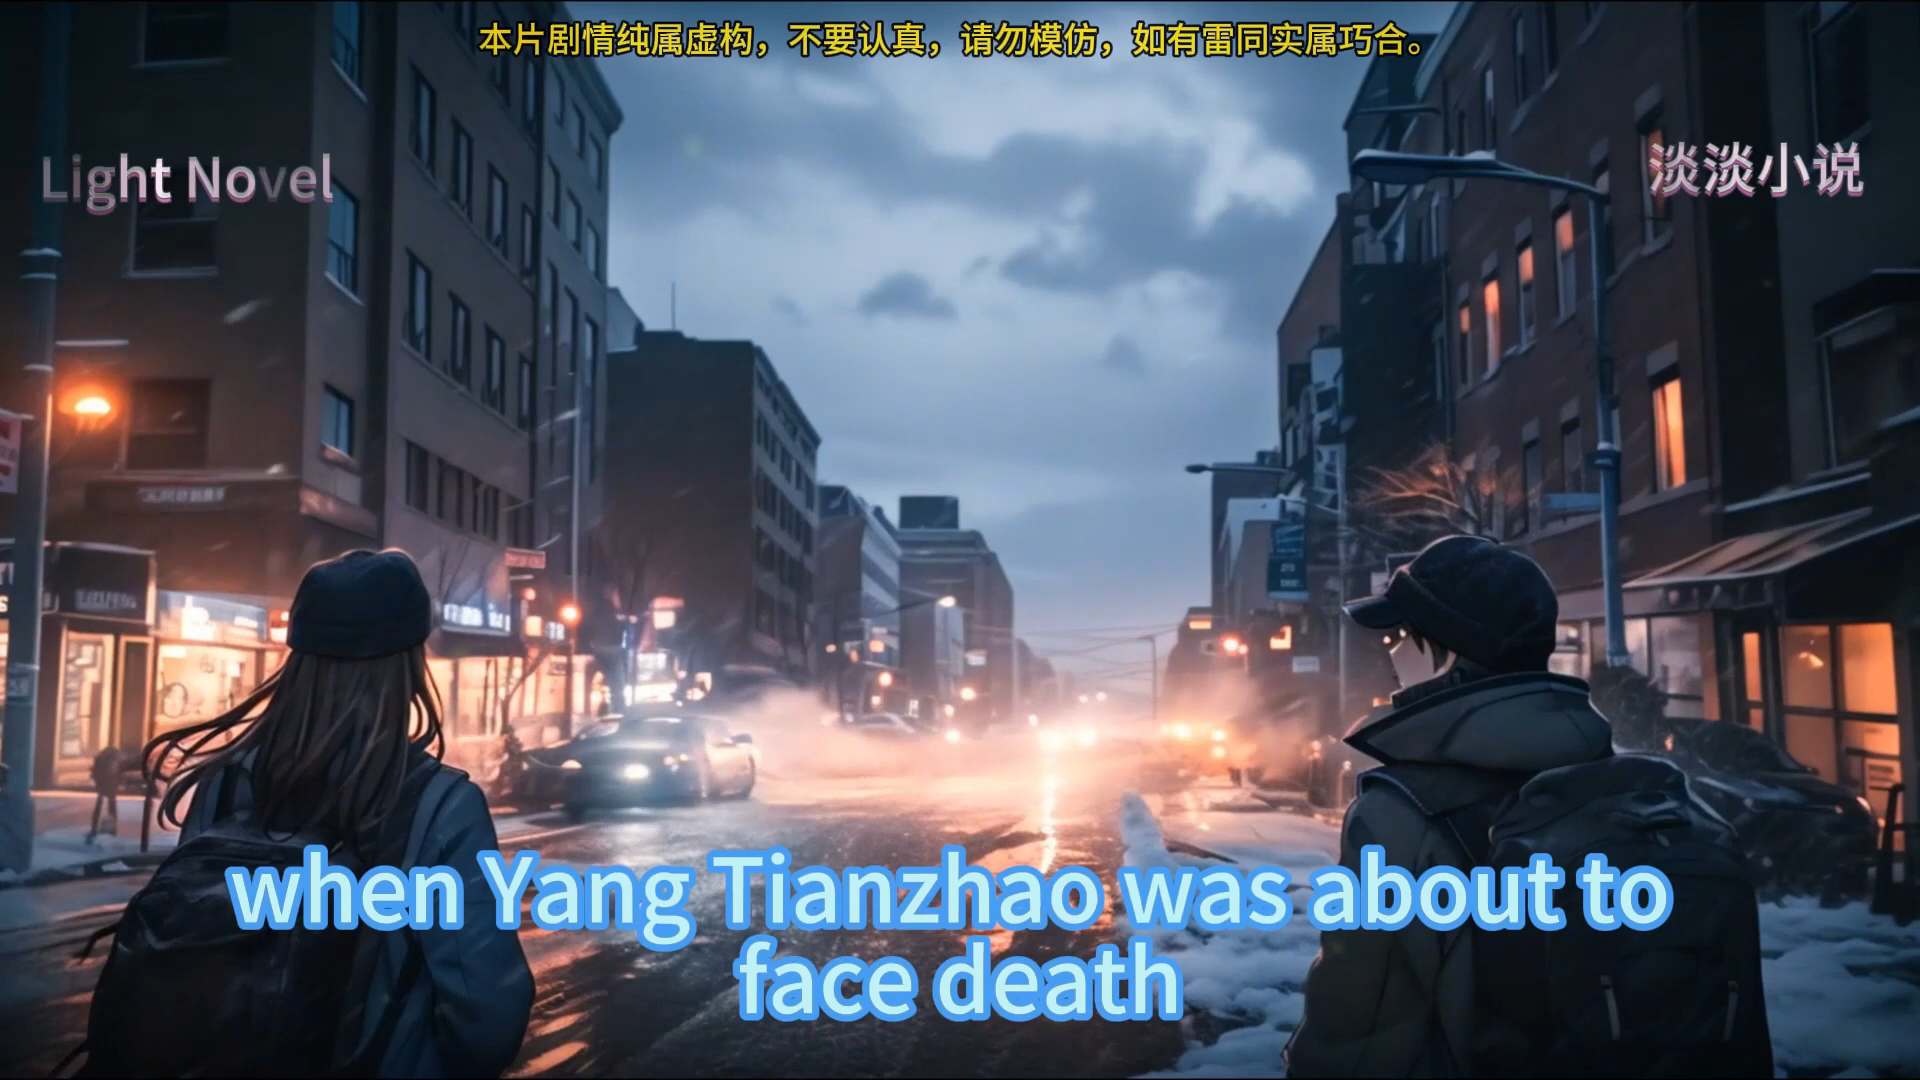 本片剧情纯属虚构，不要认真，请勿模仿，如有雷同实属巧合。
Light Novel
淡淡小说
when Yang Tianzhao was about to
face death